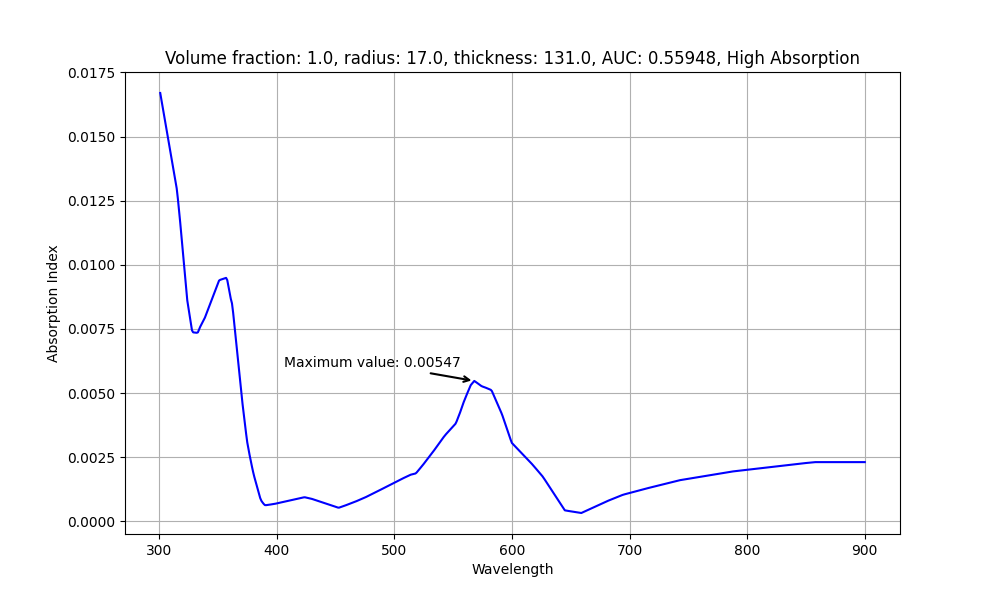 Volume fraction: 1.0, radius: 17.0, thickness: 131.0, AUC: 0.55948, High Absorption
0.0175
0.0150
0.0125
0.0100
0.0075
0.0050
0.0025
0.0000
Absorption Index
Maximum value: 0.00547
300 400 500 600 700 800 900
Wavelength